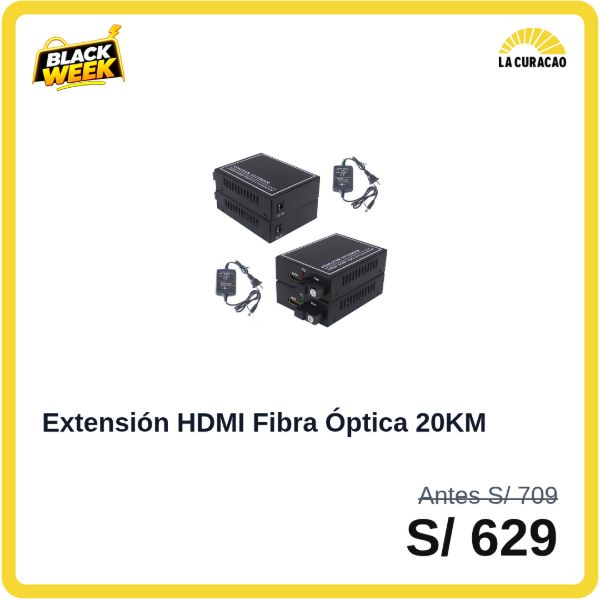 BLACK
WEEK
LA CURACAO
Extensión HDMI Fibra Óptica 20KM
Antes S/ 709
S/ 629